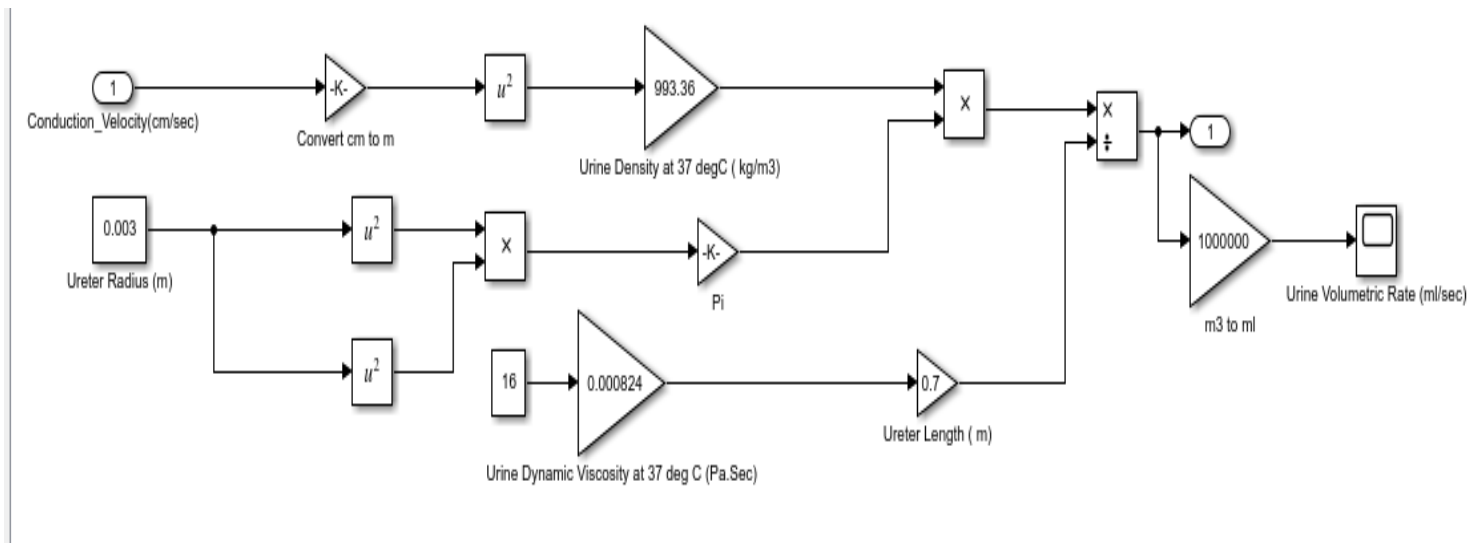 1
Conduction_Velocity(cm/sec)
-K-
Convert cm to m
u²
993.36
Urine Density at 37 degC ( kg/m3)
X
X
÷
1
0.003
Ureter Radius (m)
u²
X
-K-
Pi
1000000
m3 to ml
Urine Volumetric Rate (ml/sec)
u²
16
0.000824
Urine Dynamic Viscosity at 37 deg C (Pa.Sec)
0.7
Ureter Length ( m)